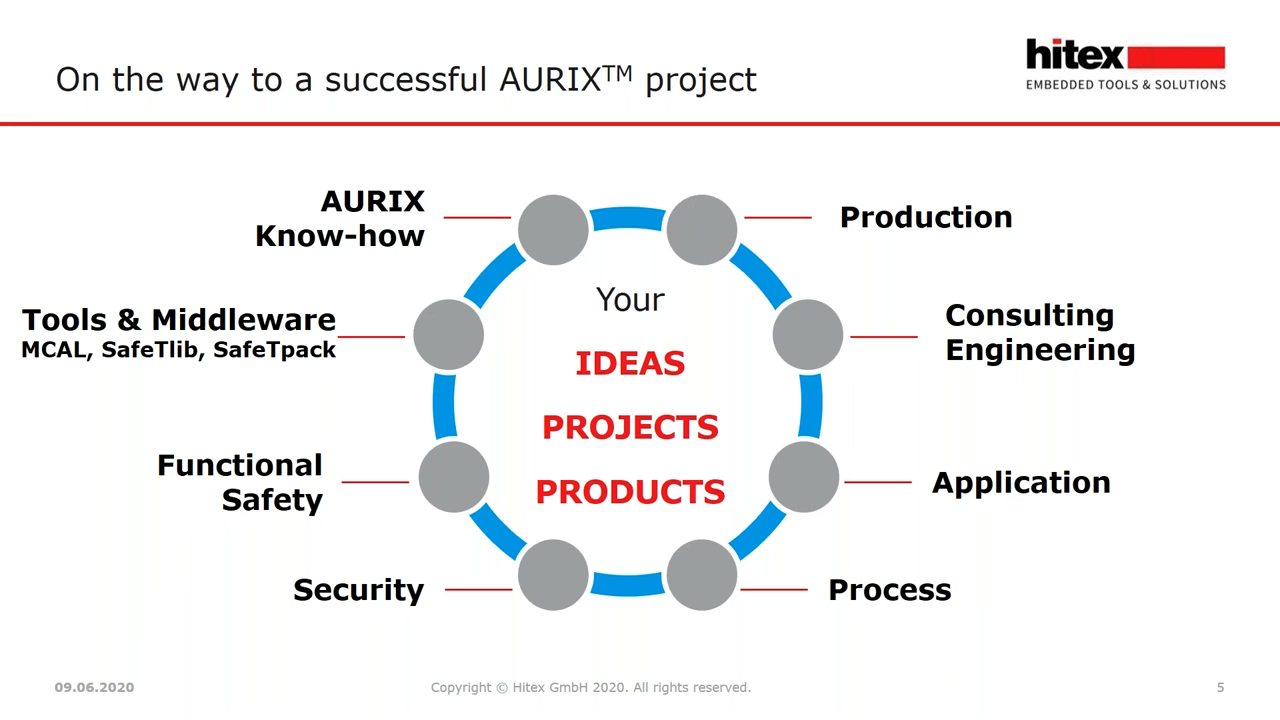 On the way to a successful AURIX™ project
hitex
EMBEDDED TOOLS & SOLUTIONS
AURIX
Know-how
Production
Tools & Middleware
MCAL, SafeTlib, SafeTpack
Consulting
Engineering
Your
IDEAS
PROJECTS
PRODUCTS
Functional
Safety
Application
Security
Process
09.06.2020
Copyright © Hitex GmbH 2020. All rights reserved.
5